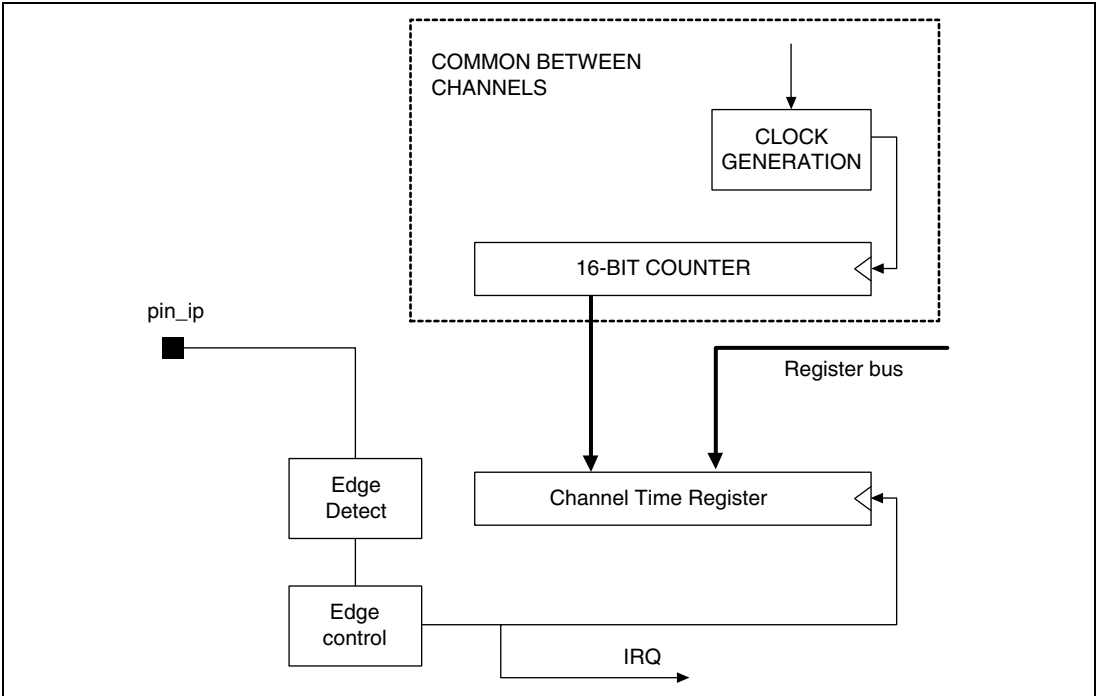 COMMON BETWEEN
CHANNELS
CLOCK
GENERATION
16-BIT COUNTER
pin_ip
Register bus
Edge
Detect
Channel Time Register
Edge
control
IRQ